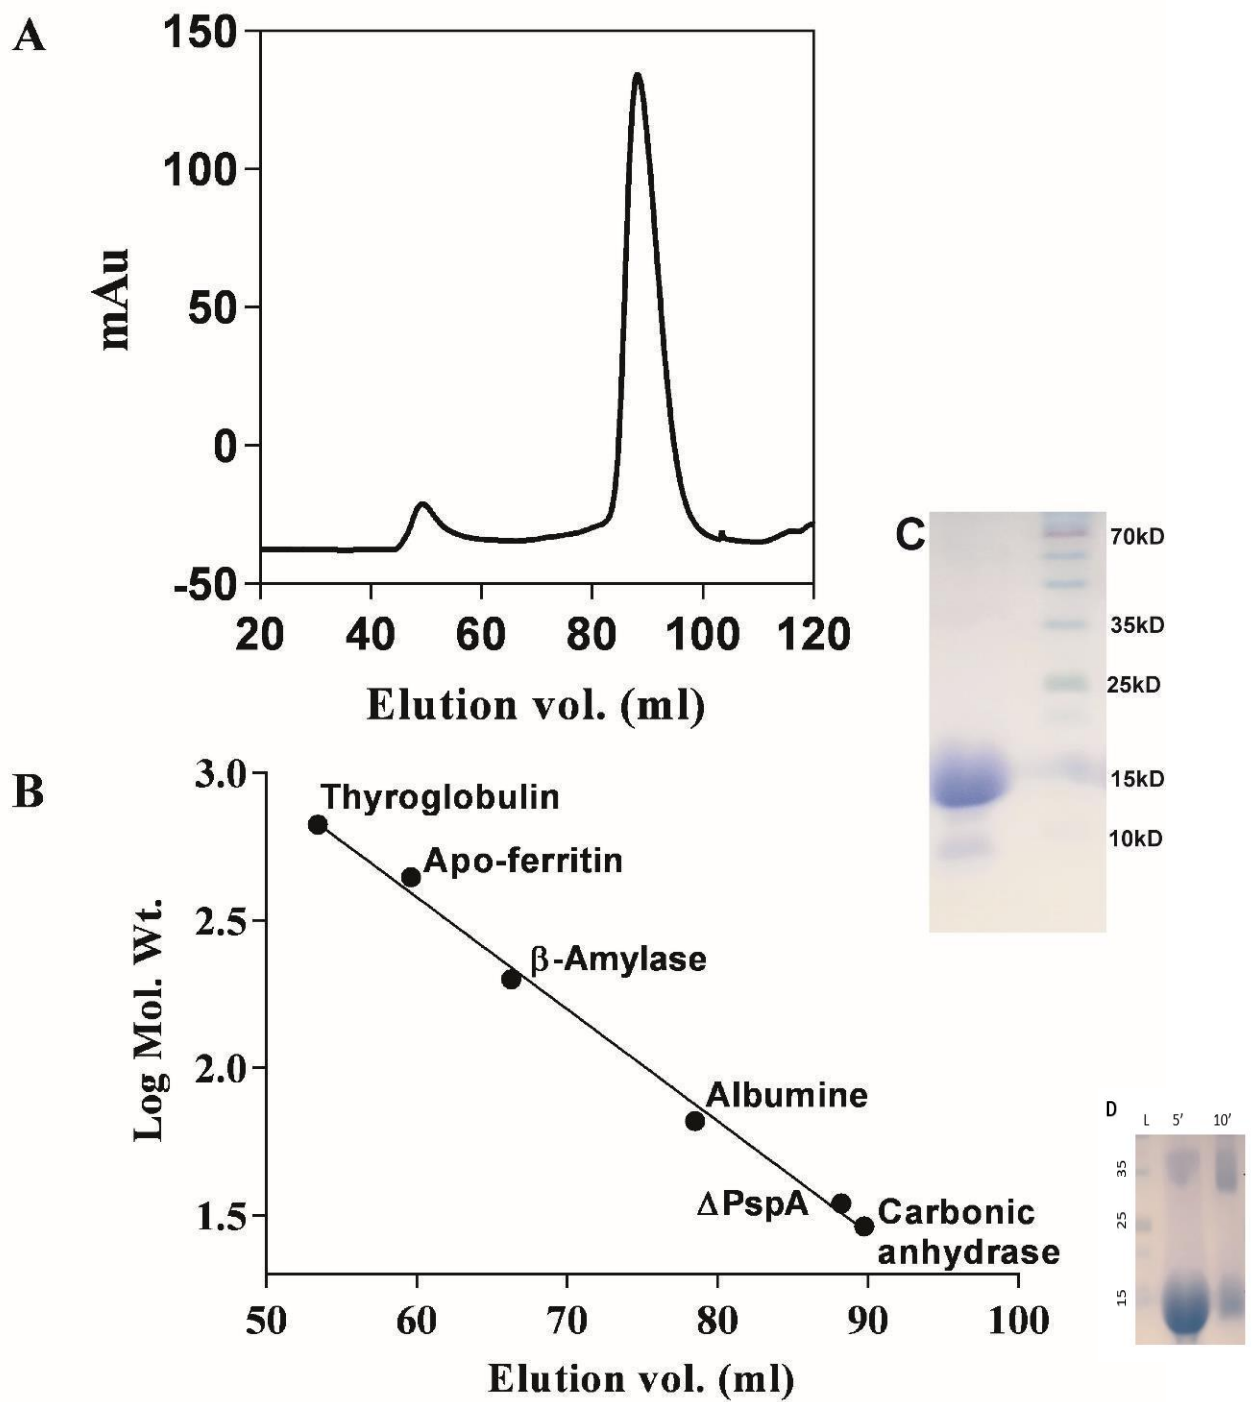 A
150
100
50
0
-50
mAu
20 40 60 80 100 120
Elution vol. (ml)
C
70kD
35kD
25kD
15kD
10kD
B
3.0
2.5
2.0
1.5
Log Mol. Wt.
Thyroglobulin
Apo-ferritin
β-Amylase
Albumine
ΔPspA
Carbonic
anhydrase
50 60 70 80 90 100
Elution vol. (ml)
D
L 5' 10'
35
25
15